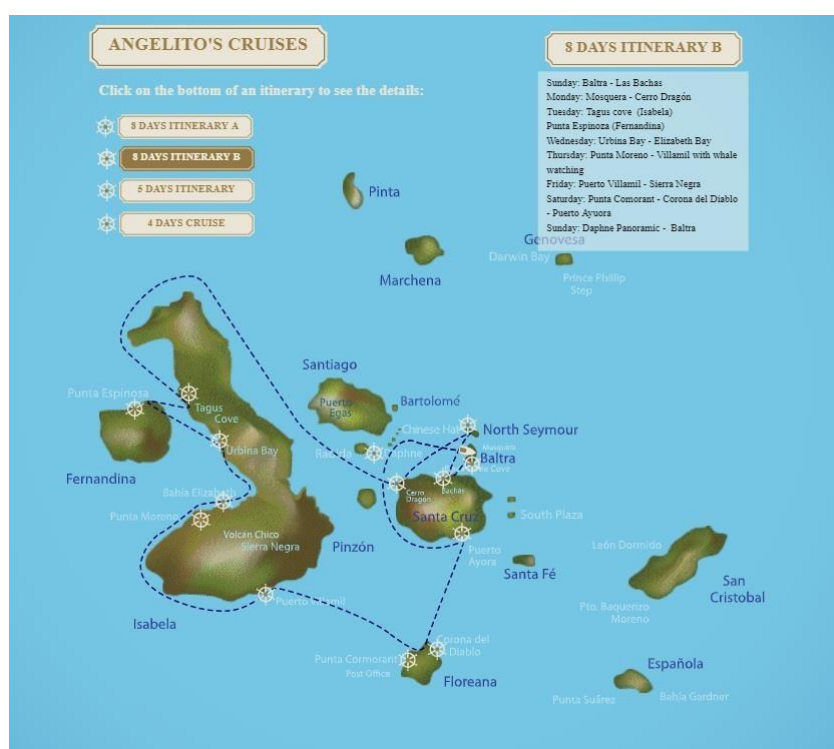 ANGELITO'S CRUISES
8 DAYS ITINERARY B
Click on the bottom of an itinerary to see the details:
8 DAYS ITINERARY A
8 DAYS ITINERARY B
5 DAYS ITINERARY
4 DAYS CRUISE
Sunday: Baltra - Las Bachas
Monday: Mosquera - Cerro Dragón
Tuesday: Tagus cove (Isabela)
Punta Espinoza (Fernandina)
Wednesday: Urbina Bay - Elizabeth Bay
Thursday: Punta Moreno - Villamil with whale
watching
Friday: Puerto Villamil - Sierra Negra
Saturday: Punta Comorant - Corona del Diablo
- Puerto Ayuora
Sunday: Daphne Panoramic - Baltra
Pinta
Genovesa
Darwin Bay
Prince Phillip
Step
Marchena
Santiago
Puerto
Egas
Bartolomé
Chinese Hat
North Seymour
Punta Espinosa
Tagus
Cove
Urbina Bay
Rabida
Daphne
Mosquera
Baltra
Fernandina
Bahía Elizabeth
Cerro
Dragon
Bachas
Santa Cruz
South Plaza
Punta Moreno
Volcán Chico
Sierra Negra
Pinzón
Puerto
Ayora
Santa Fé
León Dormido
San
Cristobal
Pto. Baquenzo
Moreno
Isabela
Puerto Villamil
Corona del
Diablo
Punta Cormorant
Post Office
Floreana
Española
Punta Suárez
Bahía Gardner